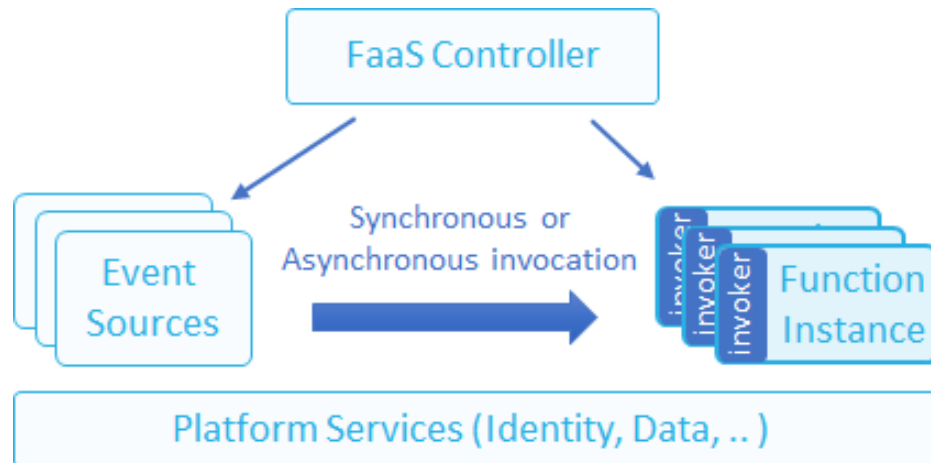 FaaS Controller
Synchronous or
Asynchronous invocation
Event
Sources
invoker
invoker
invoker
Function
Instance
Platform Services (Identity, Data, .. )